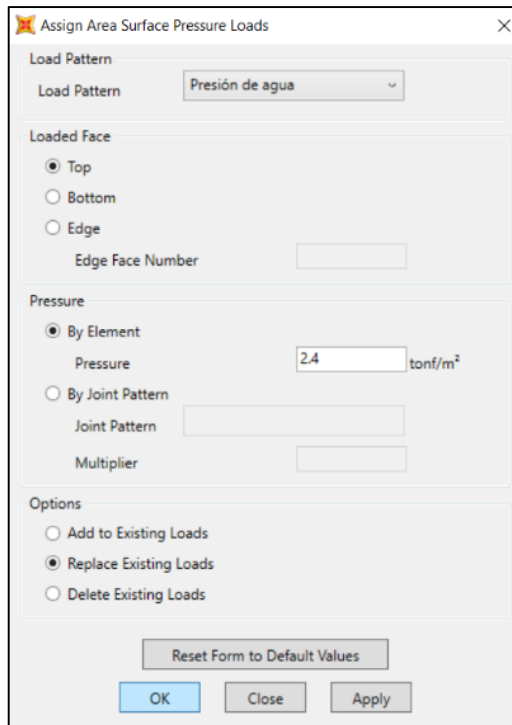 Assign Area Surface Pressure Loads
Load Pattern
Load Pattern Presión de agua
Loaded Face
Top
Bottom
Edge
Edge Face Number
Pressure
By Element
Pressure 2.4 tonf/m²
By Joint Pattern
Joint Pattern
Multiplier
Options
Add to Existing Loads
Replace Existing Loads
Delete Existing Loads
Reset Form to Default Values
OK Close Apply